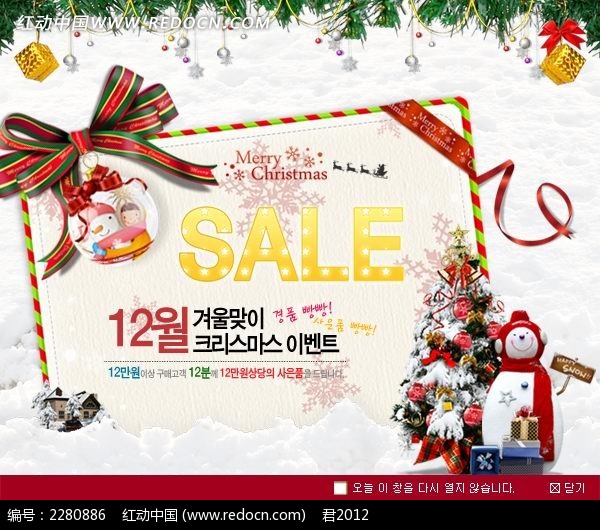 红动中国 WWW.REDOCN.COM
Merry
Christmas
Merry
Christmas
SALE
12월
겨울맞이
크리스마스 이벤트
경품 빵빵!
사은품 빵빵!
12만원이상 구매고객 12분께 12만원상당의 사은품을 드립니다.
HAPPY
SNOW!!
오늘 이 창을 다시 열지 않습니다.
닫기
编号：2280886 红动中国 (www.redocn.com) 君2012